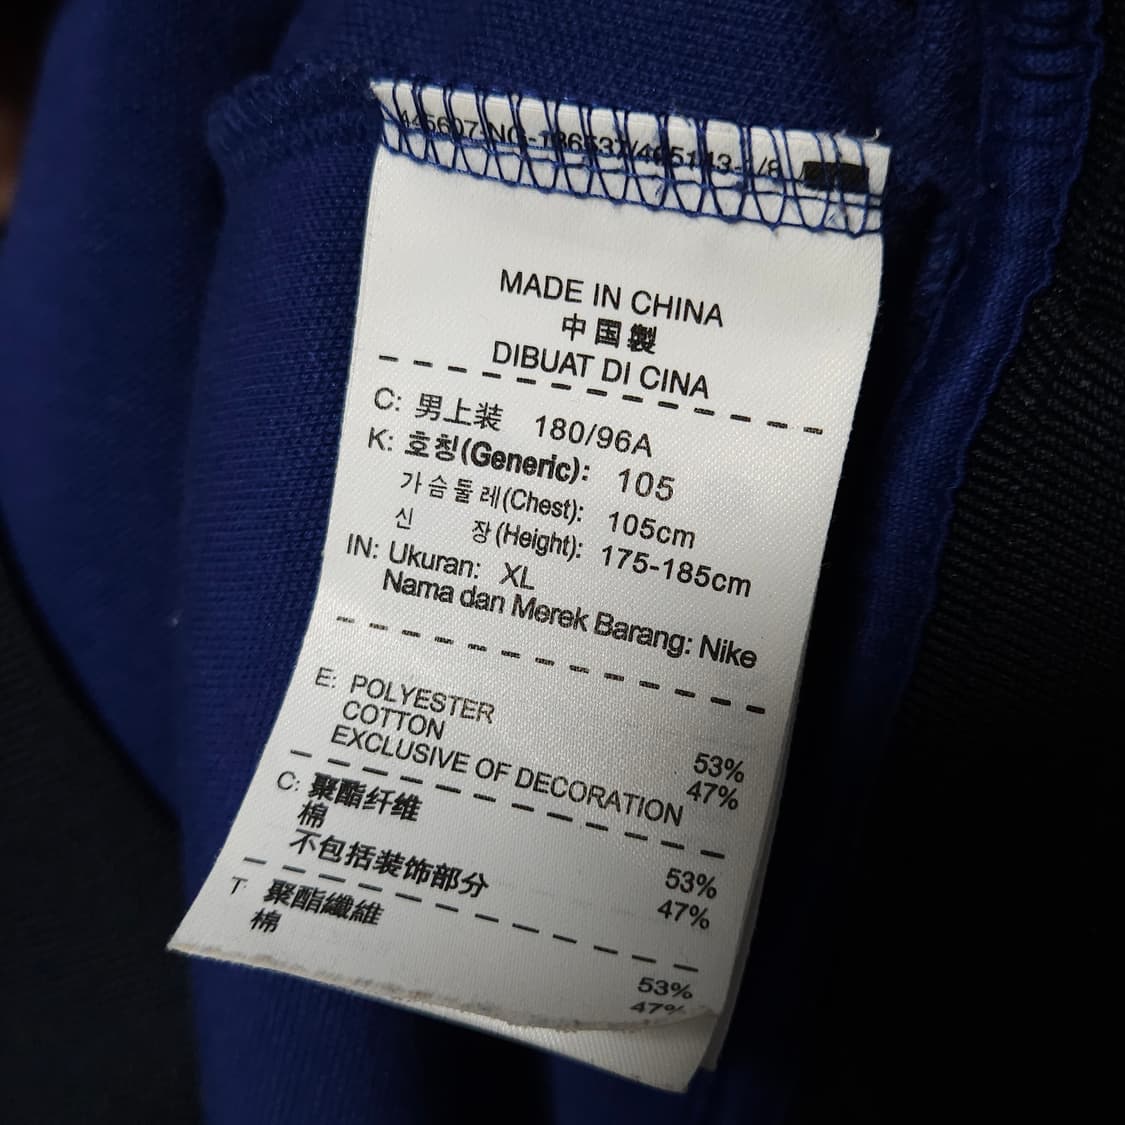 MADE IN CHINA
中国製
DIBUAT DI CINA
C: 男上装 180/96A
K: 호칭(Generic): 105
가슴둘레(Chest): 105cm
신 장(Height): 175-185cm
IN: Ukuran: XL
Nama dan Merek Barang: Nike
E: POLYESTER 53%
COTTON 47%
EXCLUSIVE OF DECORATION
C: 聚酯纤维 53%
棉 47%
不包括装饰部分
T: 聚酯纖維 53%
棉 47%